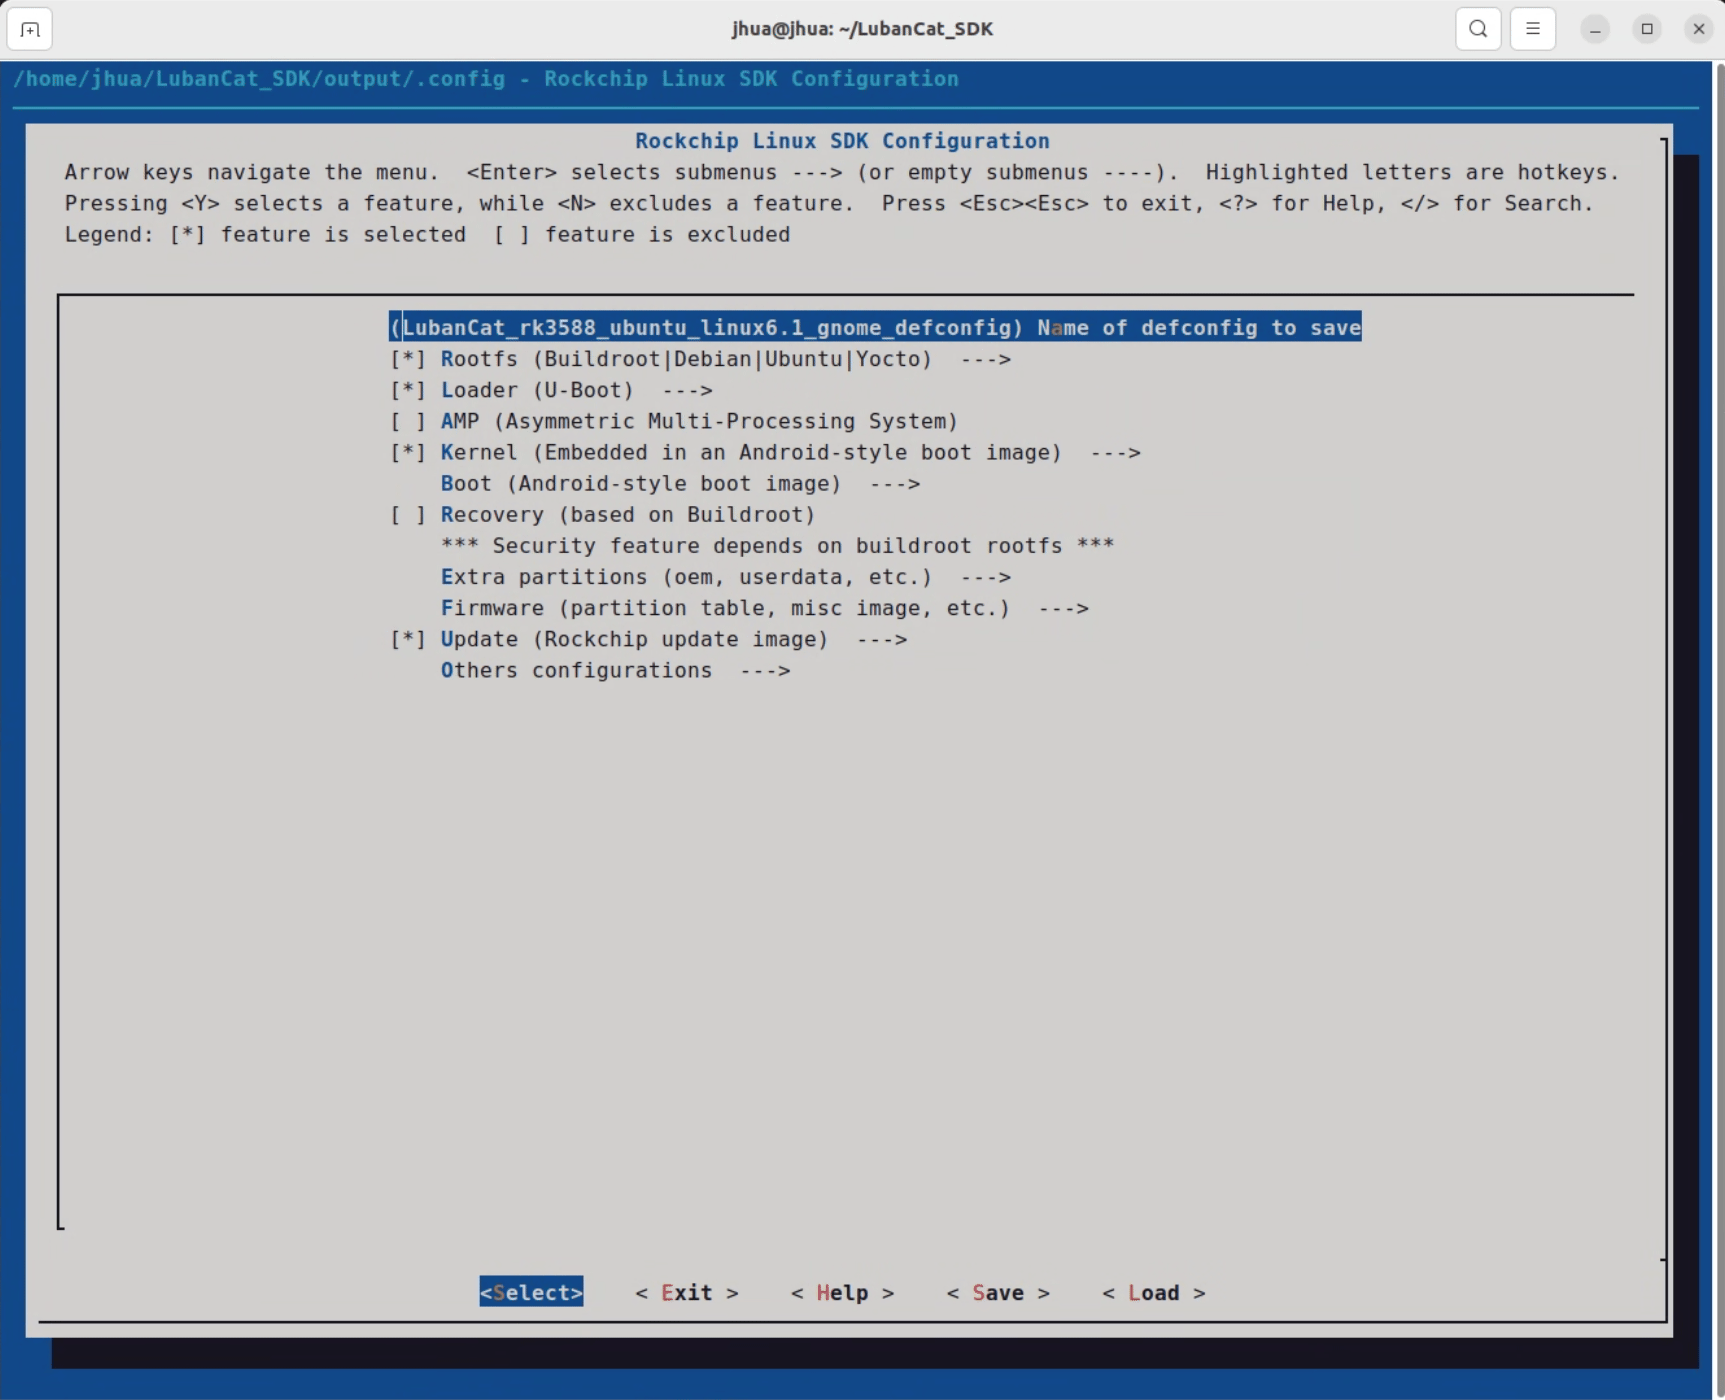 jhua@jhua: ~/LubanCat_SDK
/home/jhua/LubanCat_SDK/output/.config - Rockchip Linux SDK Configuration
Rockchip Linux SDK Configuration
Arrow keys navigate the menu.  <Enter> selects submenus ---> (or empty submenus ----).  Highlighted letters are hotkeys.
Pressing <Y> selects a feature, while <N> excludes a feature.  Press <Esc><Esc> to exit, <?> for Help, </> for Search.
Legend: [*] feature is selected  [ ] feature is excluded
(LubanCat_rk3588_ubuntu_linux6.1_gnome_defconfig) Name of defconfig to save
[*] Rootfs (Buildroot|Debian|Ubuntu|Yocto)  --->
[*] Loader (U-Boot)  --->
[ ] AMP (Asymmetric Multi-Processing System)
[*] Kernel (Embedded in an Android-style boot image)  --->
Boot (Android-style boot image)  --->
[ ] Recovery (based on Buildroot)
*** Security feature depends on buildroot rootfs ***
Extra partitions (oem, userdata, etc.)  --->
Firmware (partition table, misc image, etc.)  --->
[*] Update (Rockchip update image)  --->
Others configurations  --->
<Select>    < Exit >    < Help >    < Save >    < Load >